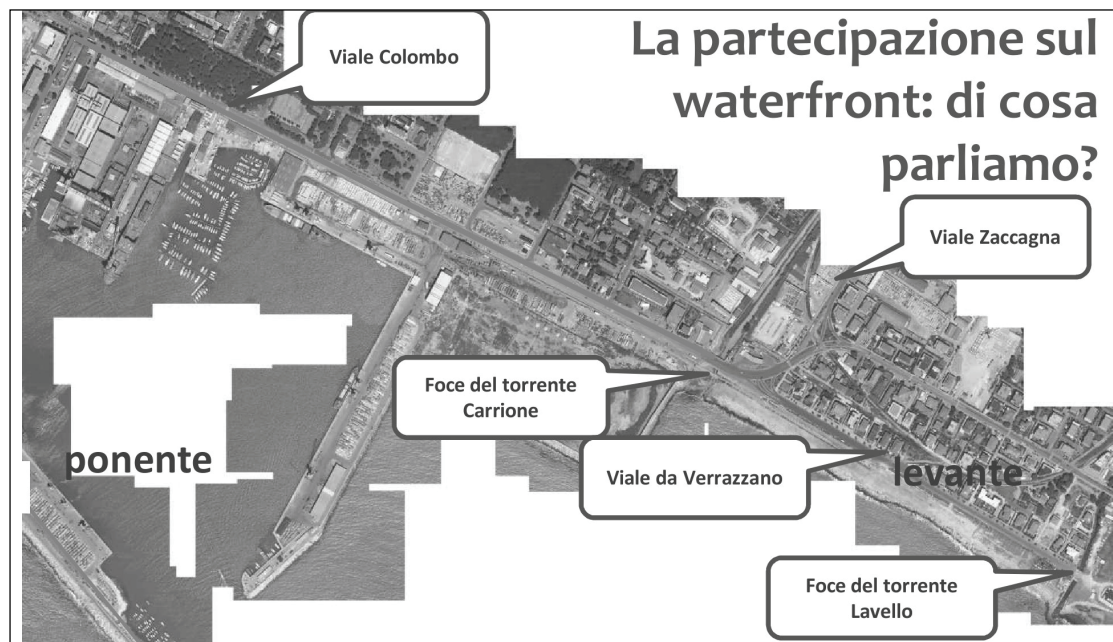 La partecipazione sul
waterfront: di cosa
parliamo?
Viale Colombo
Viale Zaccagna
Foce del torrente
Carrione
ponente
Viale da Verrazzano
levante
Foce del torrente
Lavello